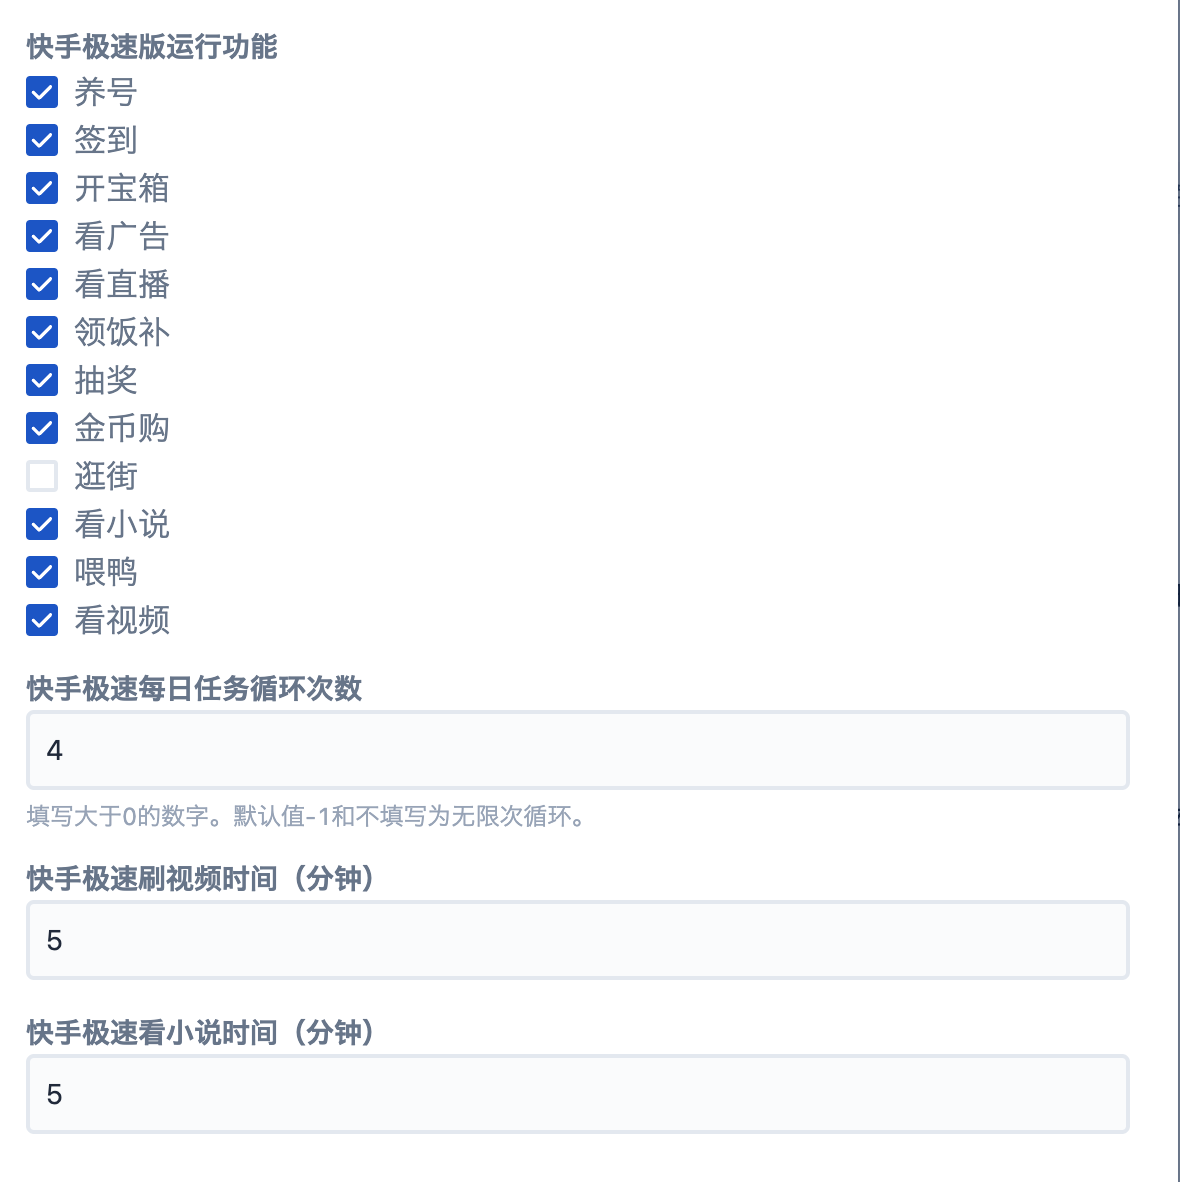 快手极速版运行功能
养号
签到
开宝箱
看广告
看直播
领饭补
抽奖
金币购
逛街
看小说
喂鸭
看视频
快手极速每日任务循环次数
4
填写大于0的数字。默认值-1和不填写为无限次循环。
快手极速刷视频时间（分钟）
5
快手极速看小说时间（分钟）
5